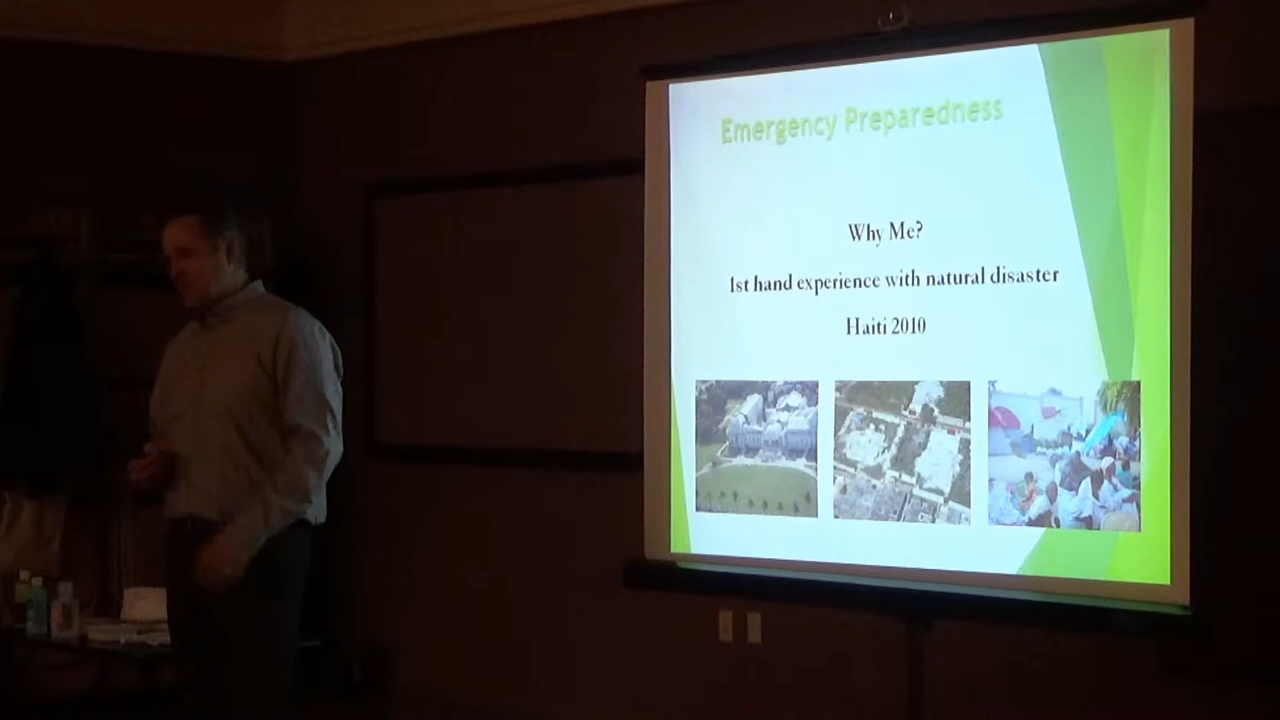 Emergency Preparedness
Why Me?
1st hand experience with natural disaster
Haiti 2010